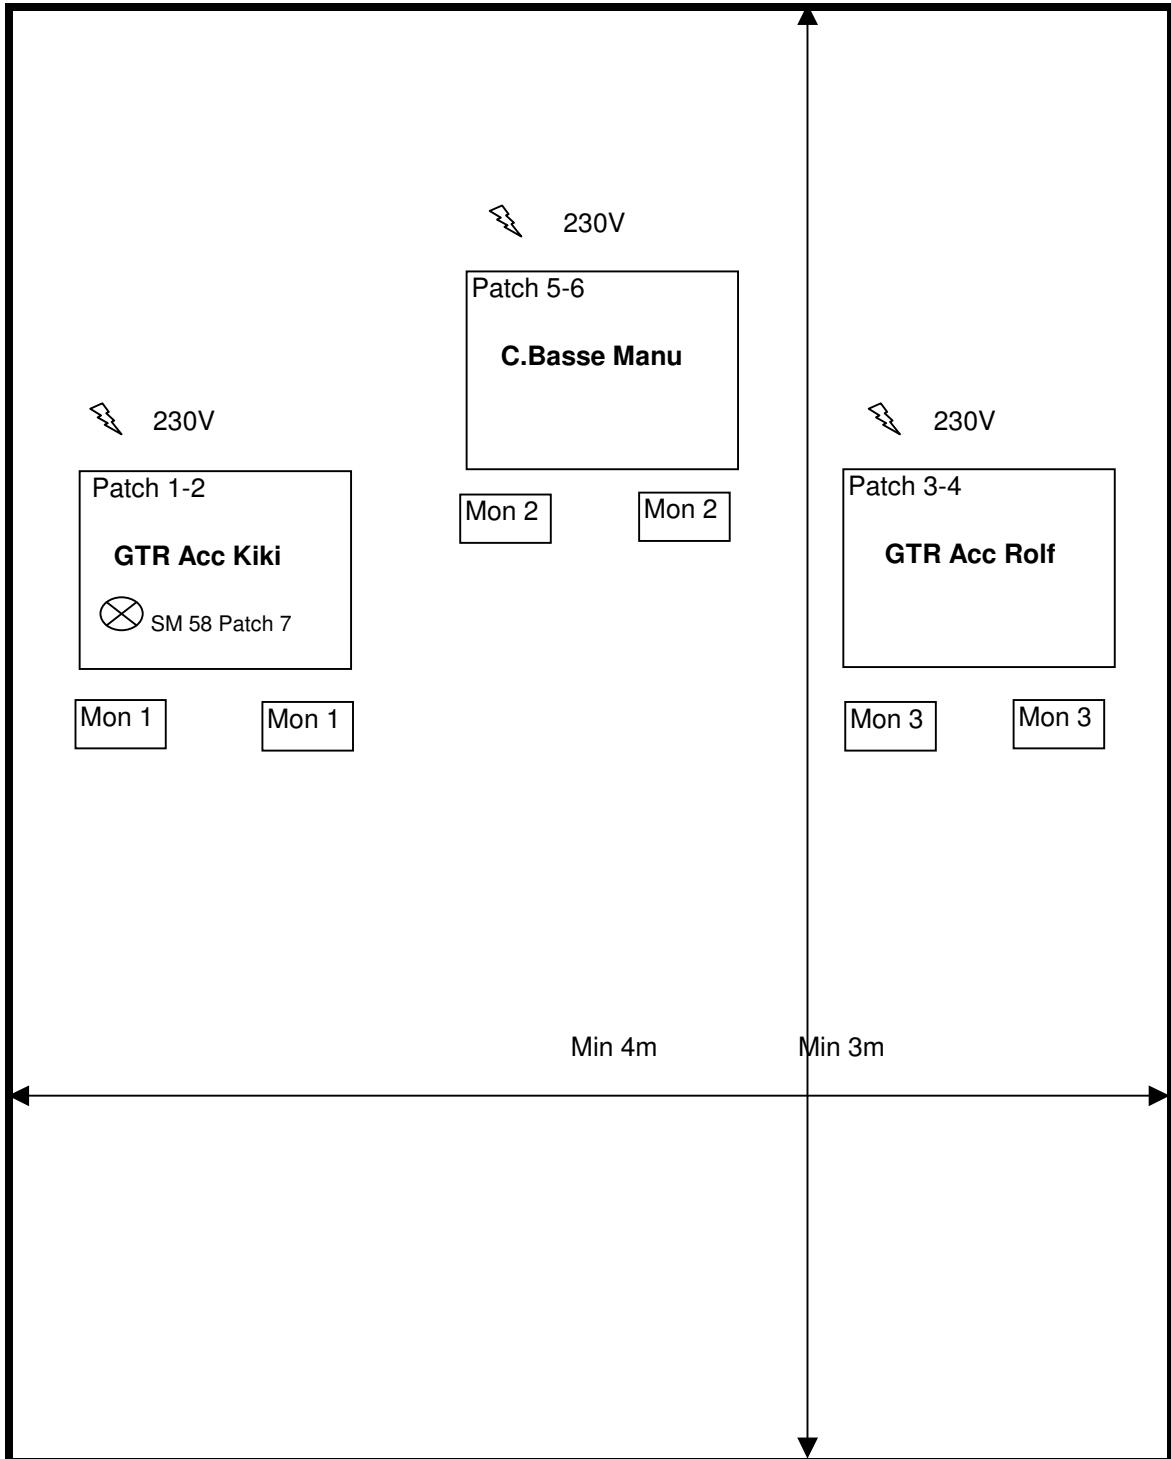 230V
Patch 5-6
C.Basse Manu
230V
230V
Patch 1-2
Patch 3-4
GTR Acc Kiki
GTR Acc Rolf
SM 58 Patch 7
Mon 2
Mon 2
Mon 1
Mon 1
Mon 3
Mon 3
Min 4m
Min 3m